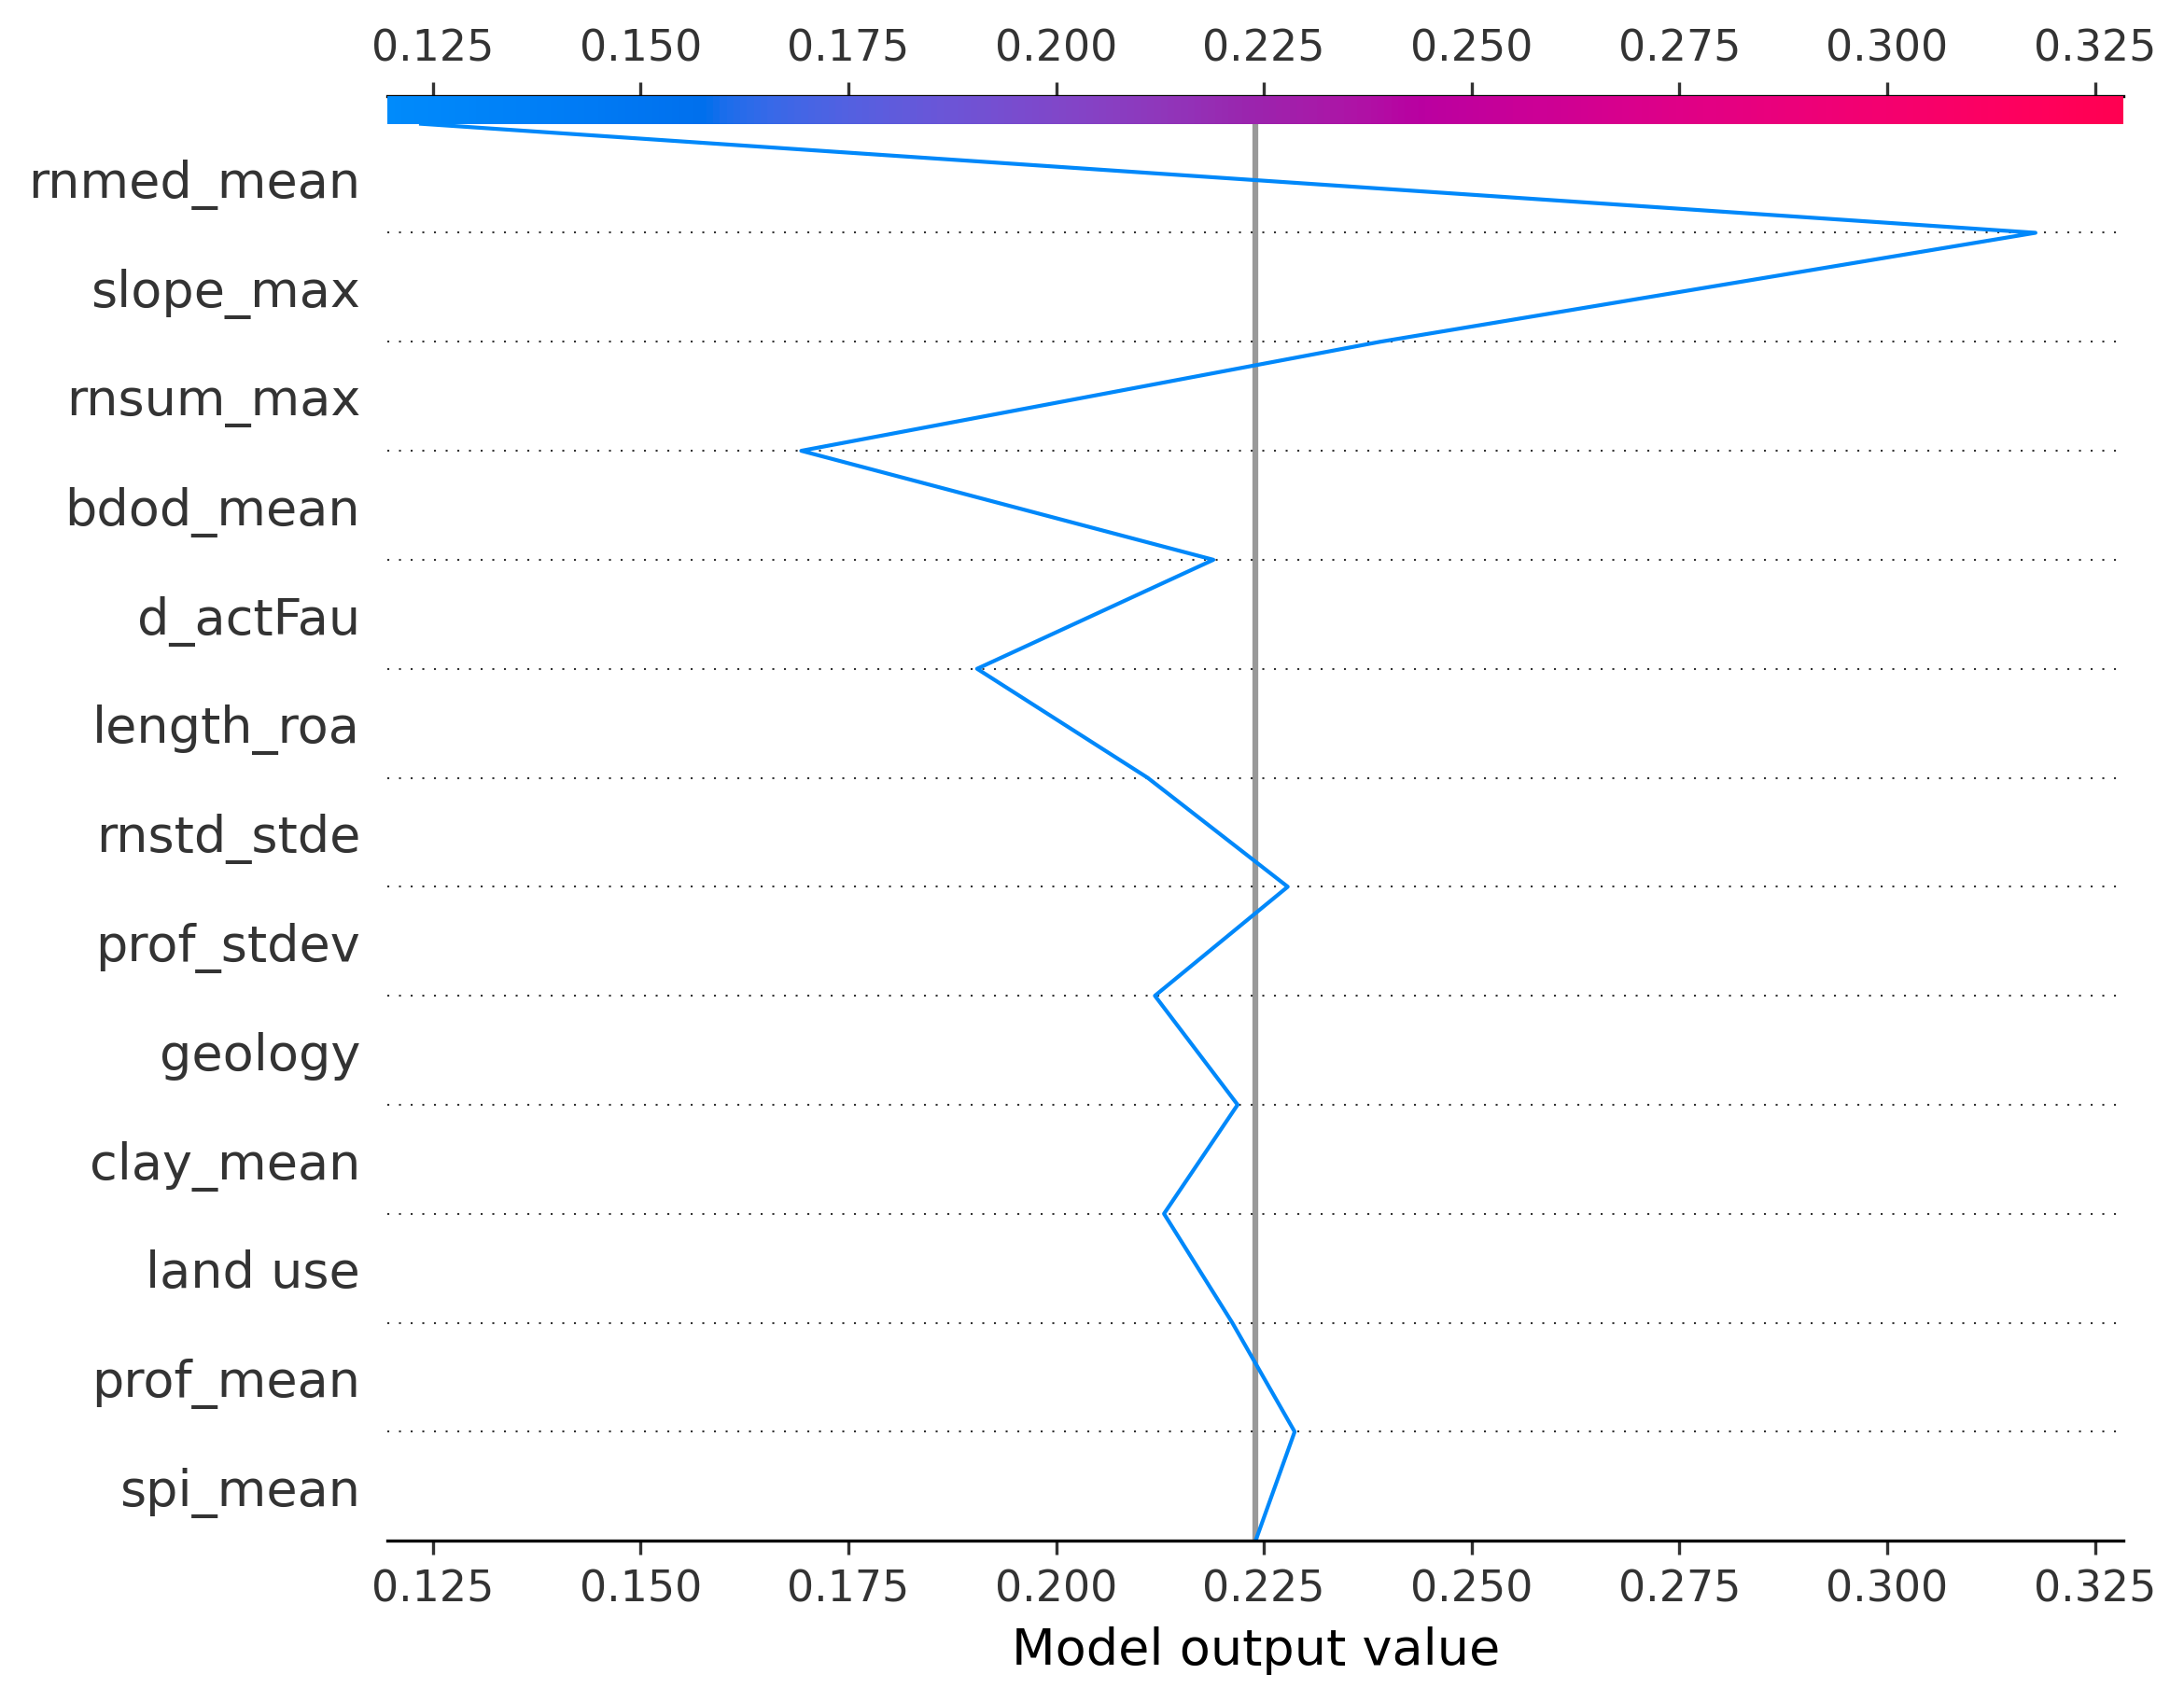 0.125 0.150 0.175 0.200 0.225 0.250 0.275 0.300 0.325
rnmed_mean
slope_max
rnsum_max
bdod_mean
d_actFau
length_roa
rnstd_stde
prof_stdev
geology
clay_mean
land use
prof_mean
spi_mean
0.125 0.150 0.175 0.200 0.225 0.250 0.275 0.300 0.325
Model output value